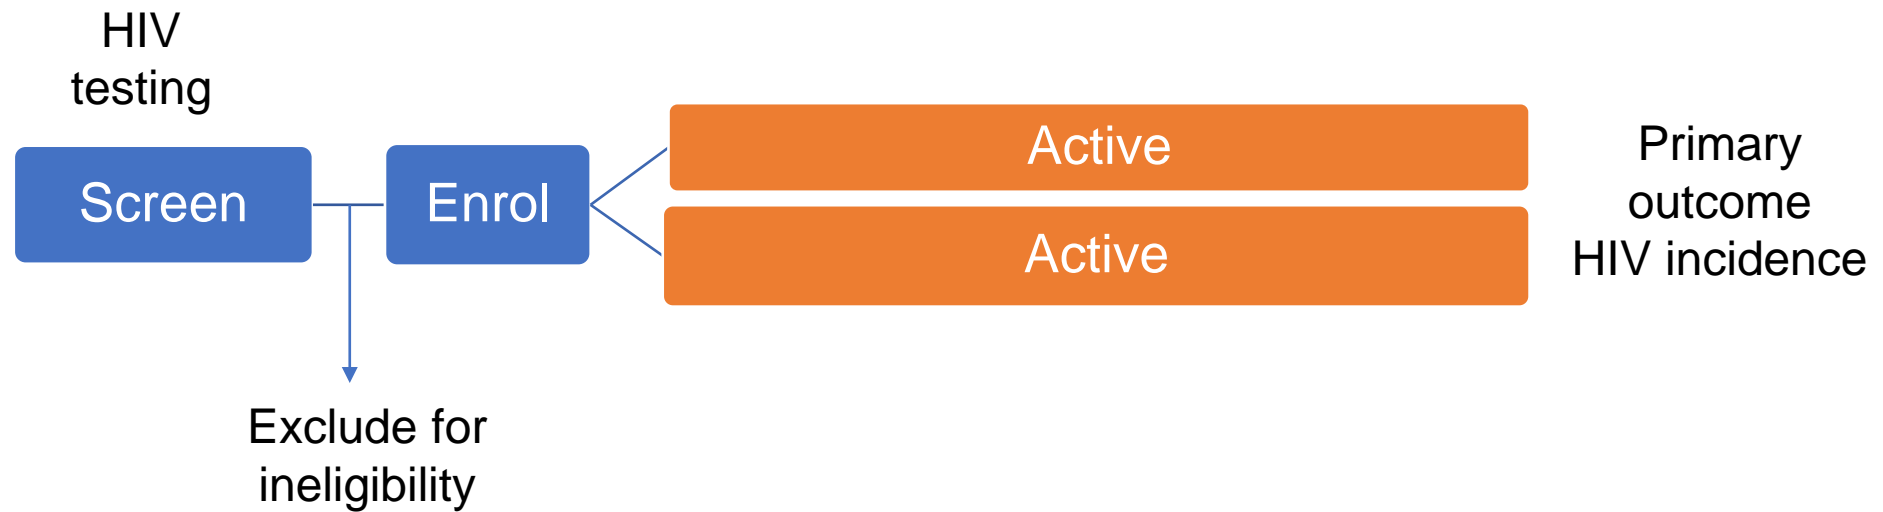 HIV
testing
Screen
Enrol
Active
Active
Primary
outcome
HIV incidence
Exclude for
ineligibility